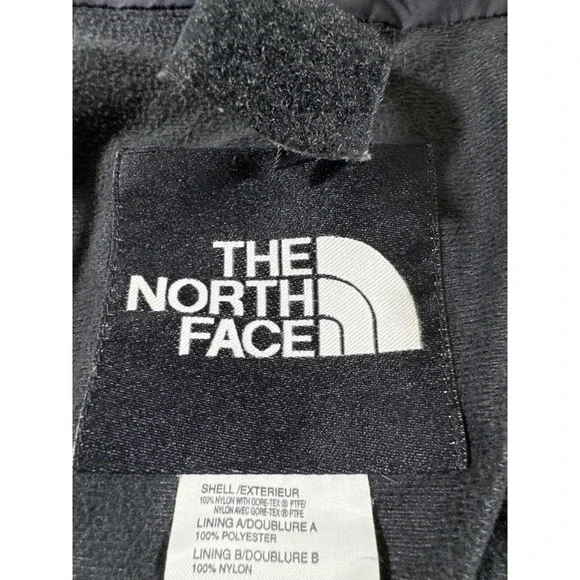 THE
NORTH
FACE
SHELL/EXTERIEUR
100% NYLON WITH GORE-TEX ® PTFE/
NYLON AVEC GORE-TEX ® PTFE
LINING A/DOUBLURE A
100% POLYESTER
LINING B/DOUBLURE B
100% NYLON